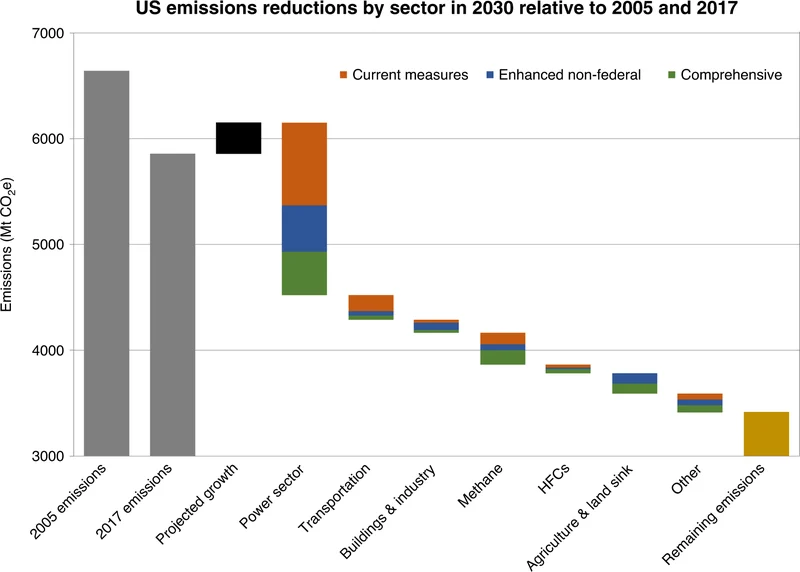 US emissions reductions by sector in 2030 relative to 2005 and 2017
7000
6000
5000
4000
3000
Emissions (Mt CO₂e)
Current measures
Enhanced non-federal
Comprehensive
2005 emissions
2017 emissions
Projected growth
Power sector
Transportation
Buildings & industry
Methane
HFCs
Agriculture & land sink
Other
Remaining emissions